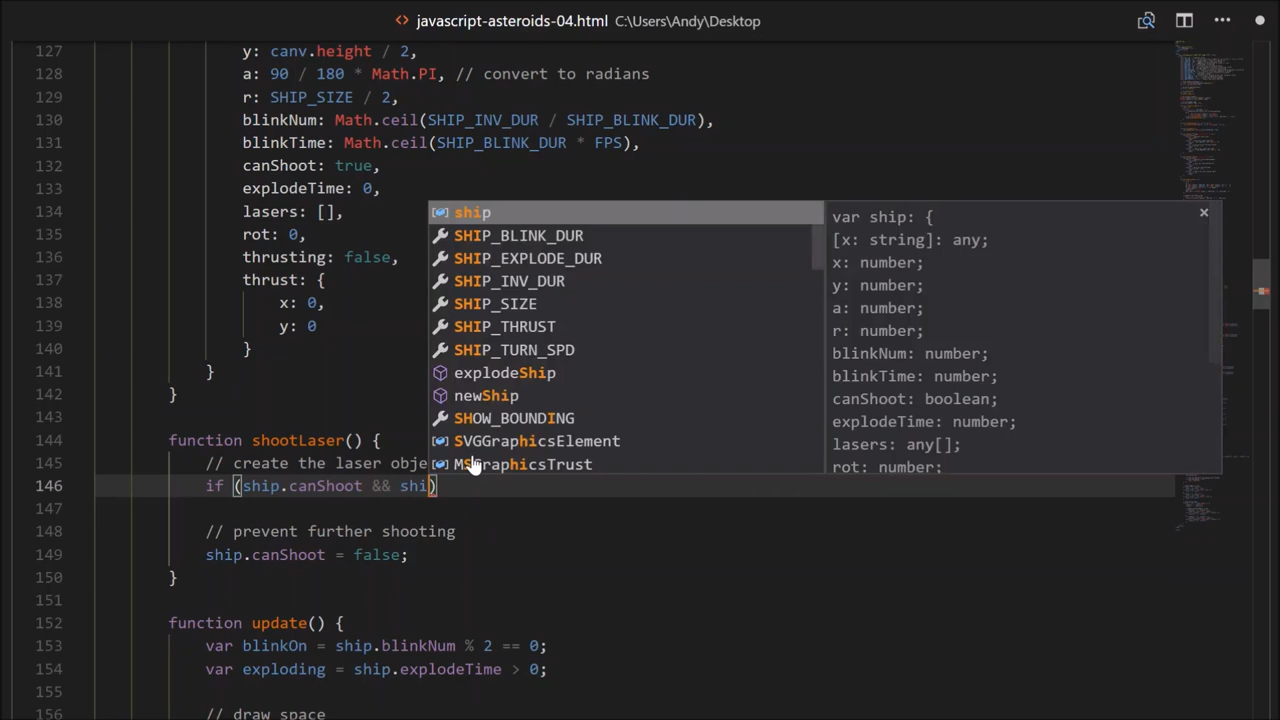 <> javascript-asteroids-04.html C:\Users\Andy\Desktop
127 y: canv.height / 2,
128 a: 90 / 180 * Math.PI, // convert to radians
129 r: SHIP_SIZE / 2,
130 blinkNum: Math.ceil(SHIP_INV_DUR / SHIP_BLINK_DUR),
131 blinkTime: Math.ceil(SHIP_BLINK_DUR * FPS),
132 canShoot: true,
133 explodeTime: 0,
134 lasers: [],
135 rot: 0,
136 thrusting: false,
137 thrust: {
138 x: 0,
139 y: 0
140 }
141 }
142 }
143
144 function shootLaser() {
145 // create the laser obje
146 if (ship.canShoot && shi)
147
148 // prevent further shooting
149 ship.canShoot = false;
150 }
151
152 function update() {
153 var blinkOn = ship.blinkNum % 2 == 0;
154 var exploding = ship.explodeTime > 0;
155
156 // draw space
ship
SHIP_BLINK_DUR
SHIP_EXPLODE_DUR
SHIP_INV_DUR
SHIP_SIZE
SHIP_THRUST
SHIP_TURN_SPD
explodeShip
newShip
SHOW_BOUNDING
SVGGraphicsElement
MSGraphicsTrust
var ship: {
[x: string]: any;
x: number;
y: number;
a: number;
r: number;
blinkNum: number;
blinkTime: number;
canShoot: boolean;
explodeTime: number;
lasers: any[];
rot: number;